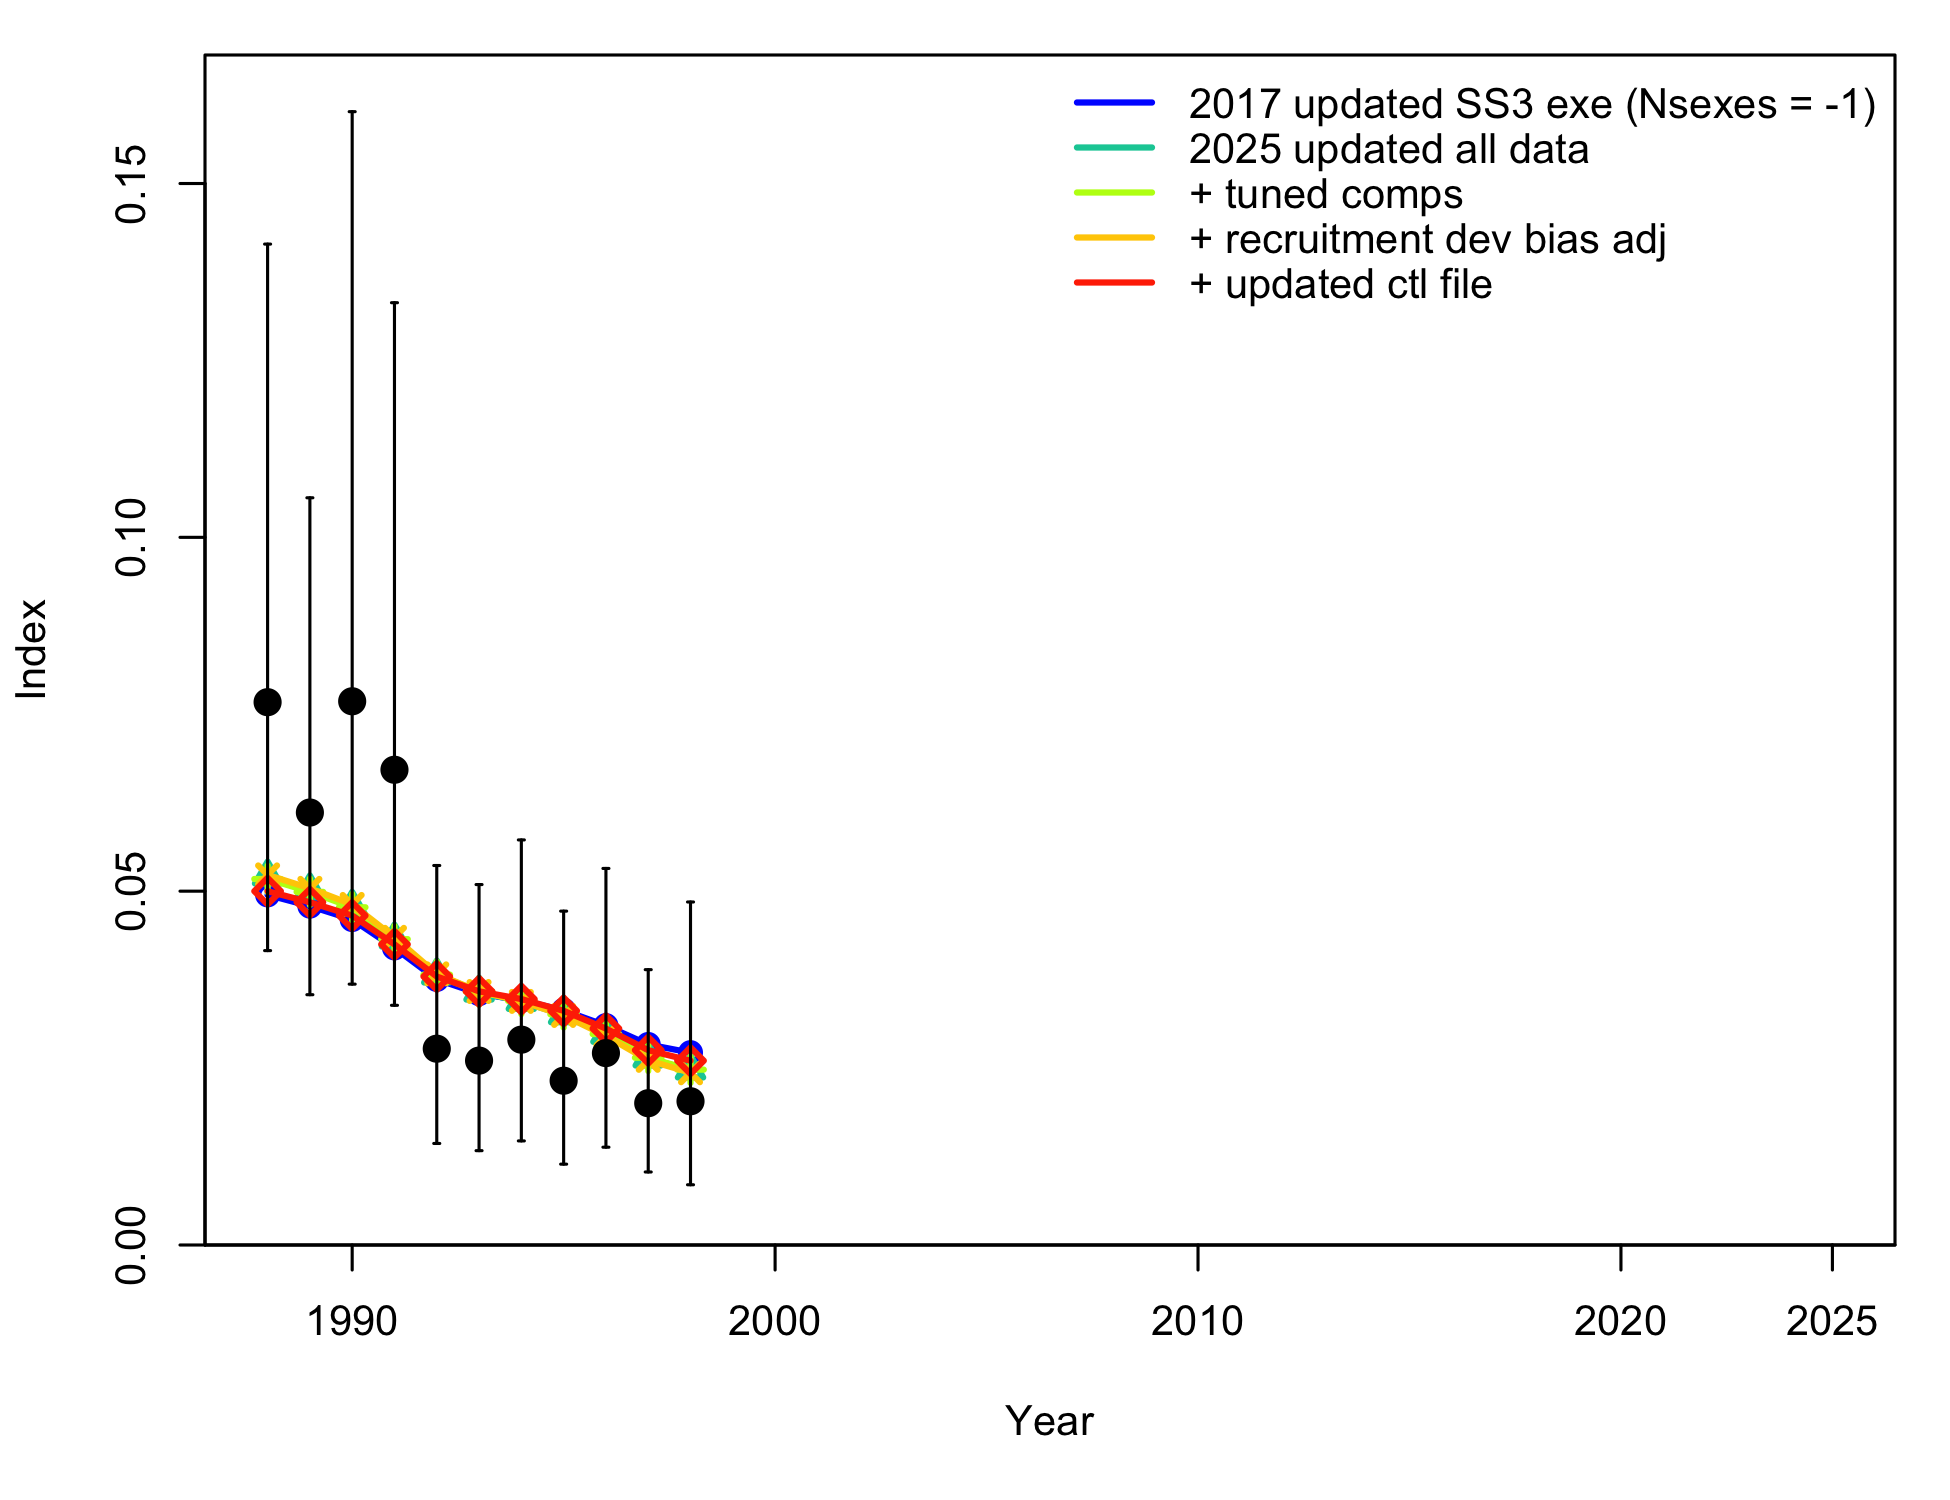 2017 updated SS3 exe (Nsexes = -1)
2025 updated all data
+ tuned comps
+ recruitment dev bias adj
+ updated ctl file
0.15
0.10
0.05
0.00
Index
1990
2000
2010
2020
2025
Year